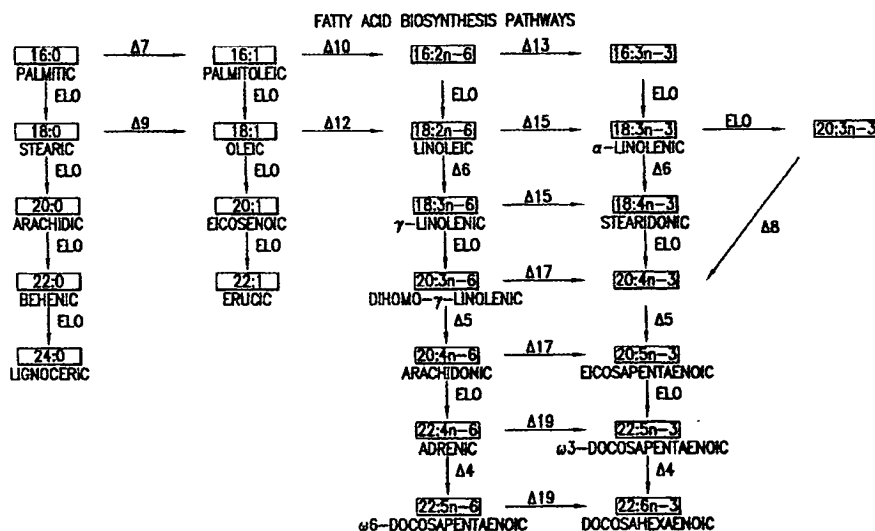 FATTY ACID BIOSYNTHESIS PATHWAYS
16:0 Δ7 16:1 Δ10 16:2n-6 Δ13 16:3n-3
PALMITIC PALMITOLEIC
ELO ELO ELO ELO
18:0 Δ9 18:1 Δ12 18:2n-6 Δ15 18:3n-3 ELO 20:3n-3
STEARIC OLEIC LINOLEIC α-LINOLENIC
ELO ELO Δ6 Δ6
20:0 20:1 18:3n-6 Δ15 18:4n-3
ARACHIDIC EICOSENOIC γ-LINOLENIC STEARIDONIC
ELO ELO ELO ELO Δ8
22:0 22:1 20:3n-6 Δ17 20:4n-3
BEHENIC ERUCIC DIHOMO-γ-LINOLENIC
ELO Δ5 Δ5
24:0 20:4n-6 Δ17 20:5n-3
LIGNOCERIC ARACHIDONIC EICOSAPENTAENOIC
ELO ELO
22:4n-6 Δ19 22:5n-3
ADRENIC ω3-DOCOSAPENTAENOIC
Δ4 Δ4
22:5n-6 Δ19 22:6n-3
ω6-DOCOSAPENTAENOIC DOCOSAHEXAENOIC